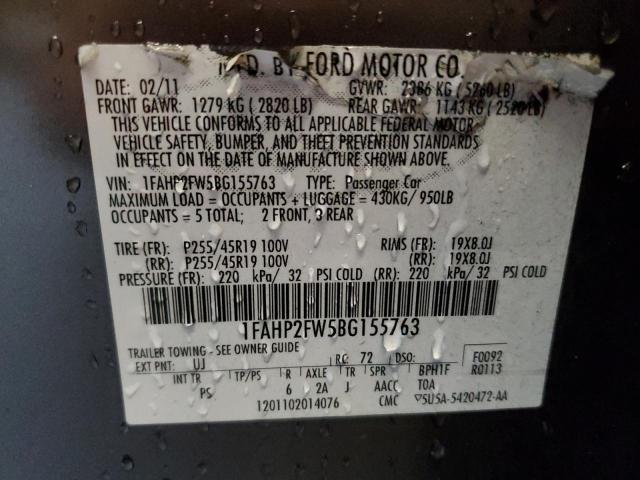 MFD. BY FORD MOTOR CO.
DATE: 02/11 GVWR: 2386 KG ( 5260 LB)
FRONT GAWR: 1279 KG ( 2820 LB) REAR GAWR: 1143 KG ( 2520 LB)
THIS VEHICLE CONFORMS TO ALL APPLICABLE FEDERAL MOTOR
VEHICLE SAFETY, BUMPER, AND THEFT PREVENTION STANDARDS
IN EFFECT ON THE DATE OF MANUFACTURE SHOWN ABOVE.
VIN: 1FAHP2FW5BG155763 TYPE: Passenger Car
MAXIMUM LOAD = OCCUPANTS + LUGGAGE = 430KG/ 950LB
OCCUPANTS = 5 TOTAL; 2 FRONT, 3 REAR
TIRE (FR): P255/45R19 100V RIMS (FR): 19X8.0J
(RR): P255/45R19 100V (RR): 19X8.0J
PRESSURE (FR): 220 kPa/ 32 PSI COLD (RR): 220 kPa/ 32 PSI COLD
1FAHP2FW5BG155763
TRAILER TOWING - SEE OWNER GUIDE F0092
EXT PNT: UJ RC: 72 DSO: R0113
INT TR TP/PS R AXLE TR SPR BPH1F
PS 6 2A J AACC TOA
1201102014076 CMC ▽5U5A-5420472-AA